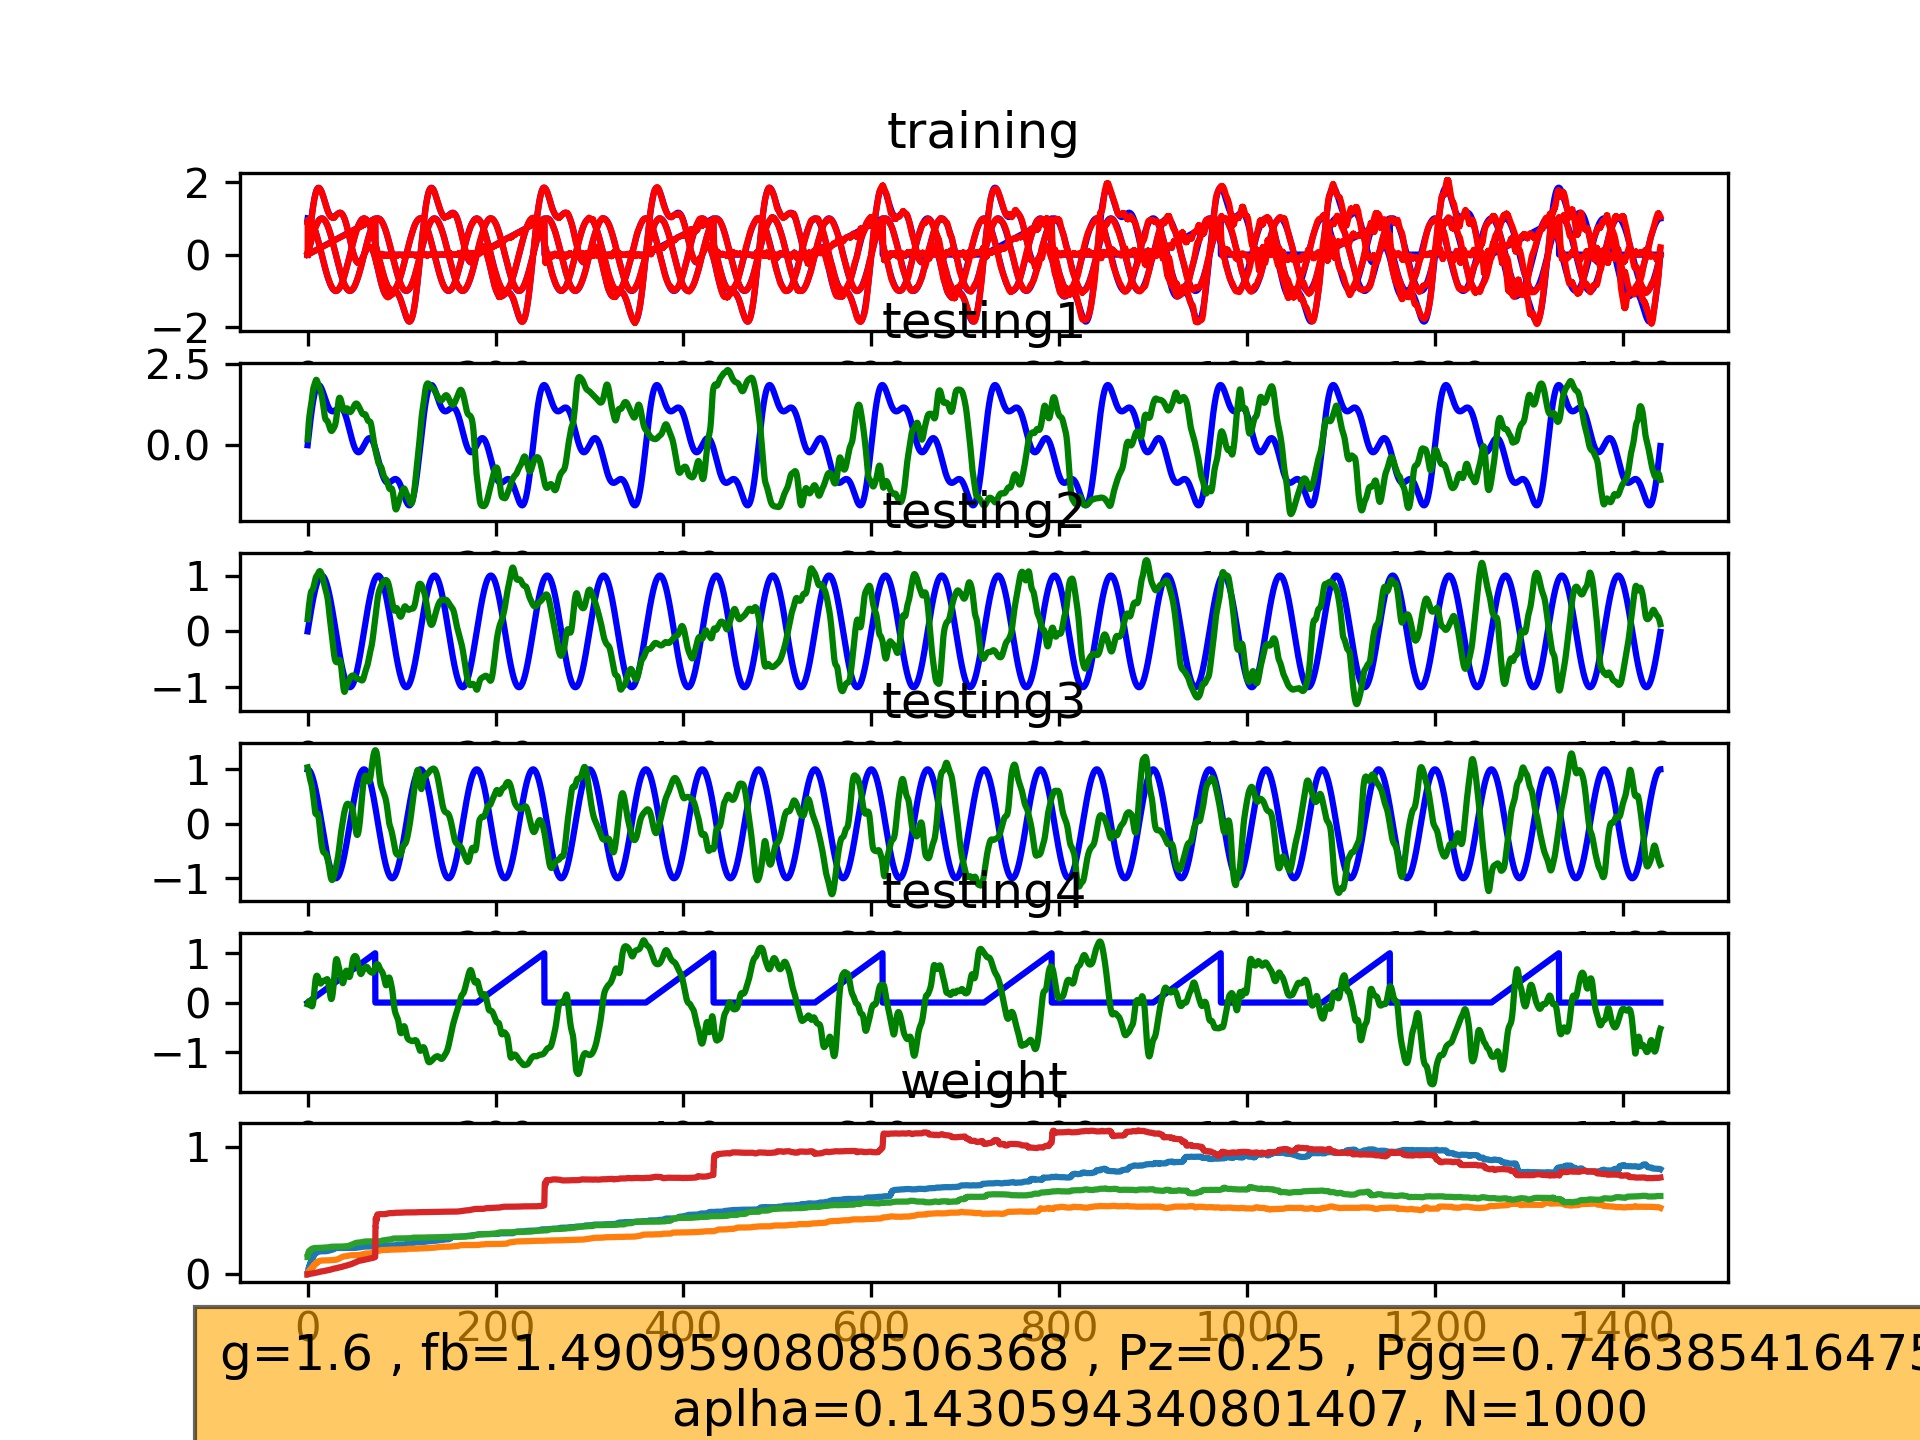 training
2
0
−2
testing1
2.5
0.0
testing2
1
0
−1
testing3
1
0
−1
testing4
1
0
−1
weight
1
0
0 200 400 600 800 1000 1200 1400
g=1.6 , fb=1.4909590808506368 , Pz=0.25 , Pgg=0.746385416475
aplha=0.1430594340801407, N=1000